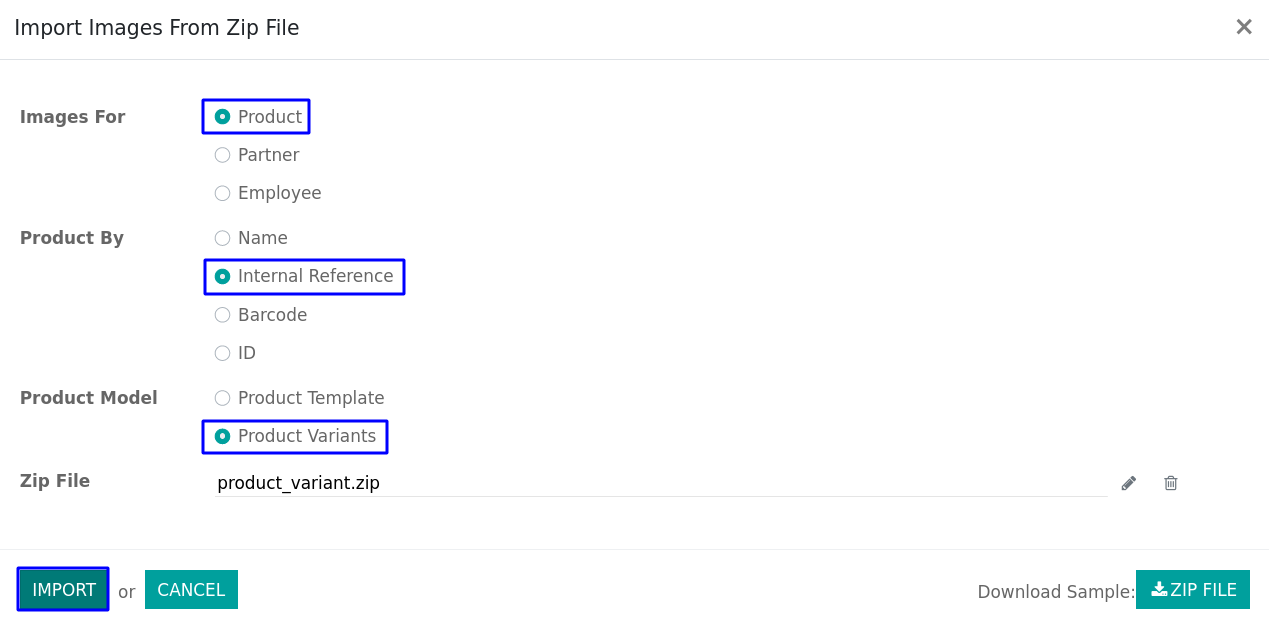 Import Images From Zip File
Images For
Product
Partner
Employee
Product By
Name
Internal Reference
Barcode
ID
Product Model
Product Template
Product Variants
Zip File
product_variant.zip
IMPORT or CANCEL
Download Sample: ZIP FILE